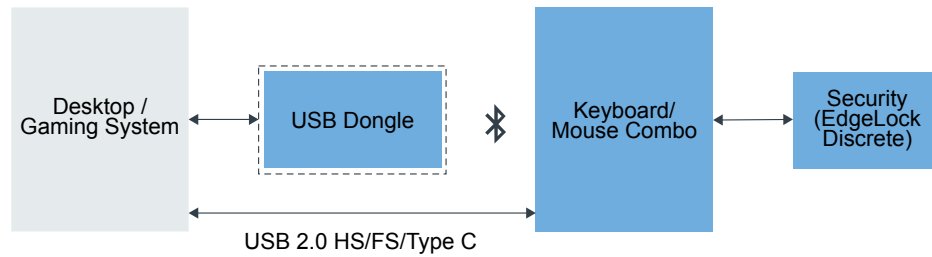 Desktop /
Gaming System
USB Dongle
Keyboard/
Mouse Combo
Security
(EdgeLock
Discrete)
USB 2.0 HS/FS/Type C